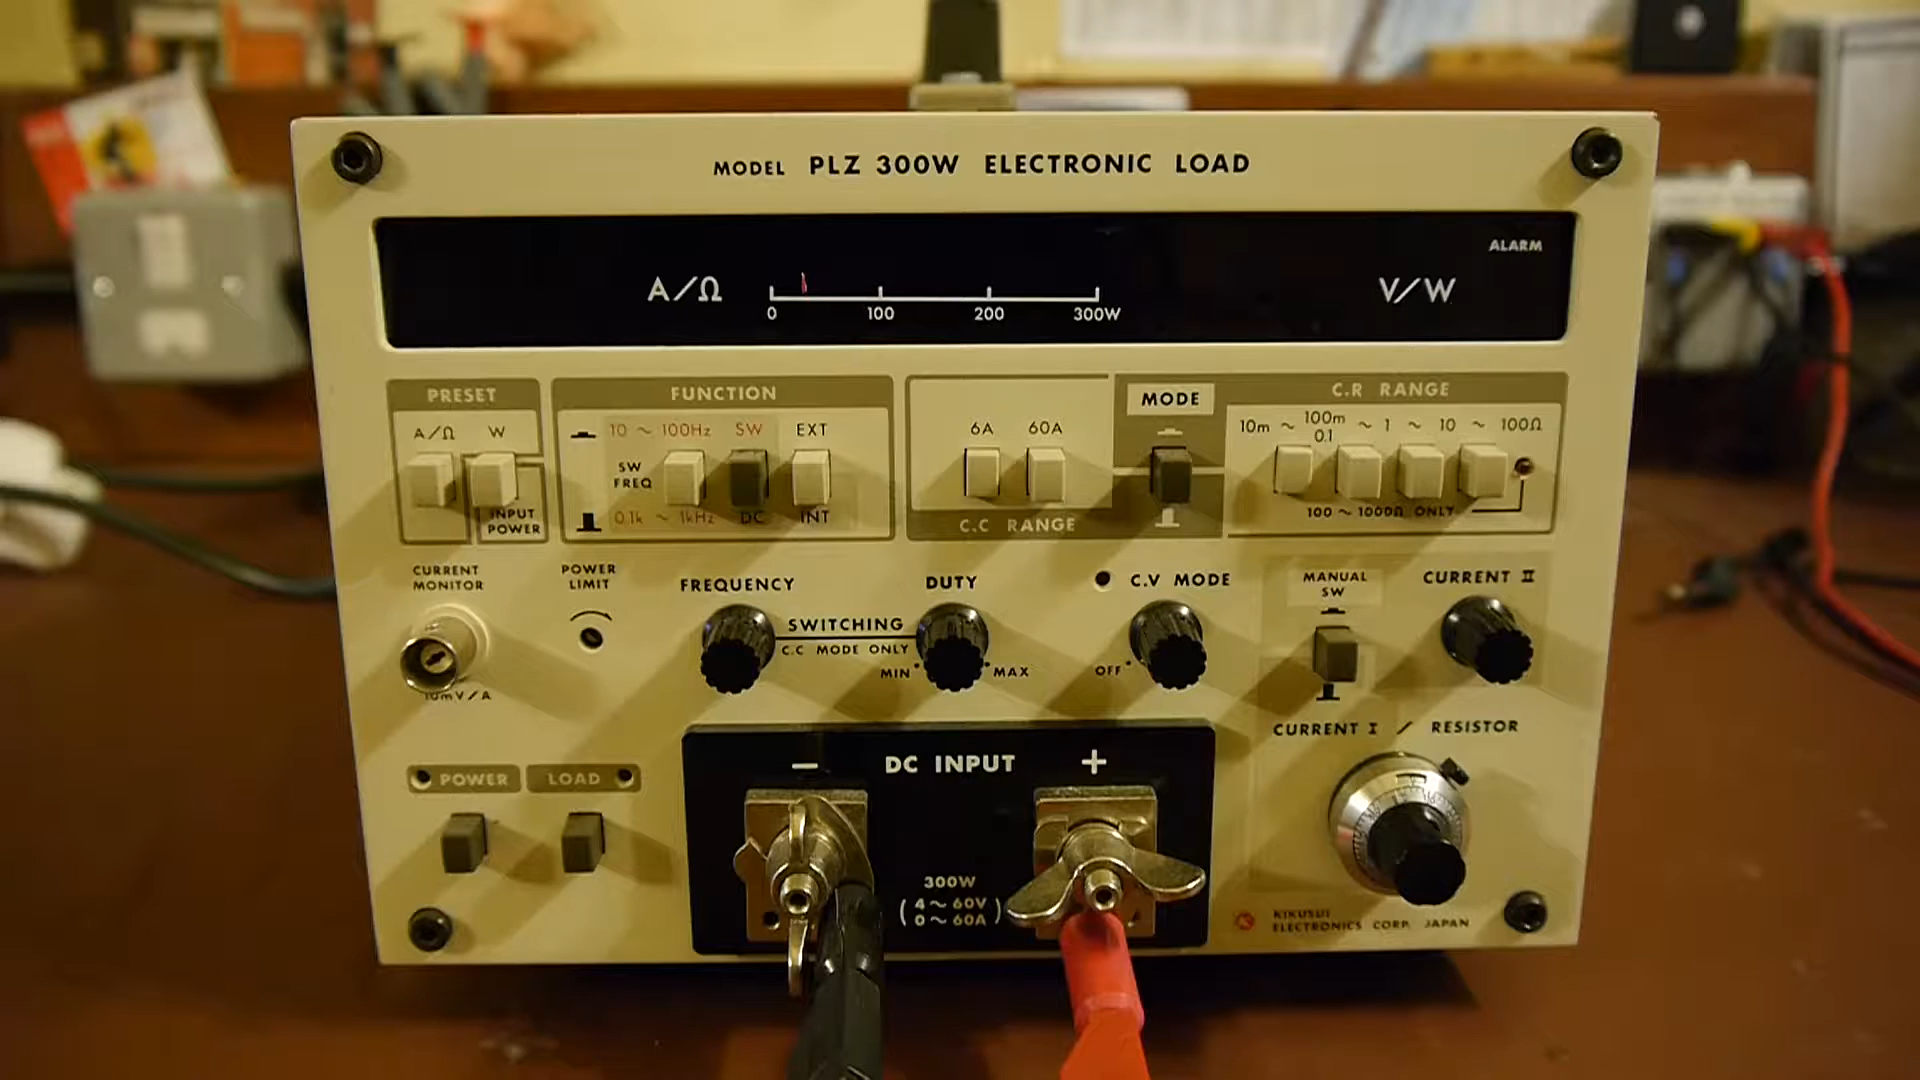 MODEL PLZ 300W ELECTRONIC LOAD
ALARM
A/Ω
0 100 200 300W
V/W
PRESET
A/Ω W
INPUT
POWER
FUNCTION
10 ~ 100Hz SW EXT
SW
FREQ
0.1k ~ 1kHz DC INT
6A 60A
C.C RANGE
MODE
C.R RANGE
10m ~ 100m ~ 1 ~ 10 ~ 100Ω
0.1
100 ~ 1000Ω ONLY
CURRENT
MONITOR
10mV/A
POWER
LIMIT
FREQUENCY
SWITCHING
C.C MODE ONLY
DUTY
MIN MAX
C.V MODE
OFF
MANUAL
SW
CURRENT II
CURRENT I / RESISTOR
POWER LOAD
− DC INPUT +
300W
(4~60V
0~60A)
KIKUSUI
ELECTRONICS CORP. JAPAN